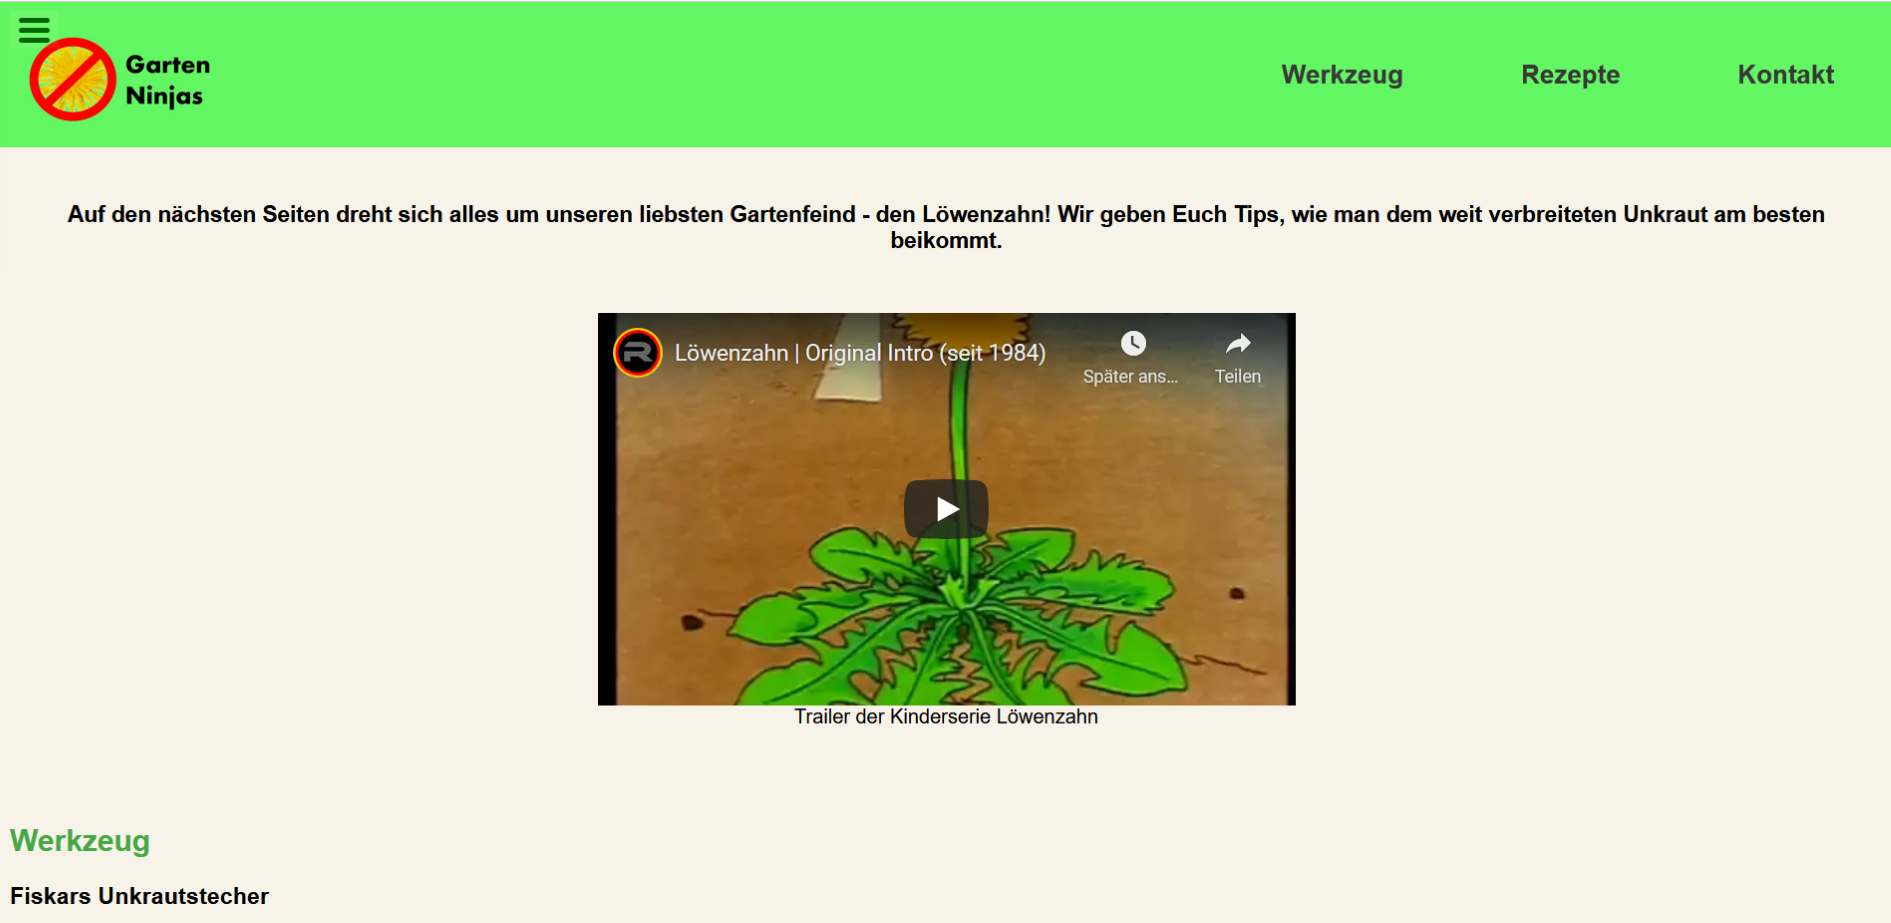 Garten
Ninjas
Werkzeug
Rezepte
Kontakt
Auf den nächsten Seiten dreht sich alles um unseren liebsten Gartenfeind - den Löwenzahn! Wir geben Euch Tips, wie man dem weit verbreiteten Unkraut am besten
beikommt.
Löwenzahn | Original Intro (seit 1984)
Später ans...
Teilen
Trailer der Kinderserie Löwenzahn
Werkzeug
Fiskars Unkrautstecher